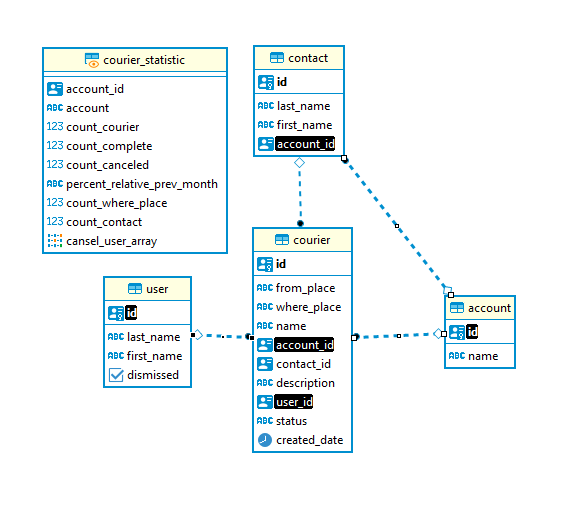 courier_statistic
account_id
ABC account
123 count_courier
123 count_complete
123 count_canceled
ABC percent_relative_prev_month
123 count_where_place
123 count_contact
cansel_user_array
contact
id
ABC last_name
ABC first_name
account_id
courier
id
ABC from_place
ABC where_place
ABC name
account_id
contact_id
ABC description
user_id
ABC status
created_date
user
id
ABC last_name
ABC first_name
dismissed
account
id
ABC name